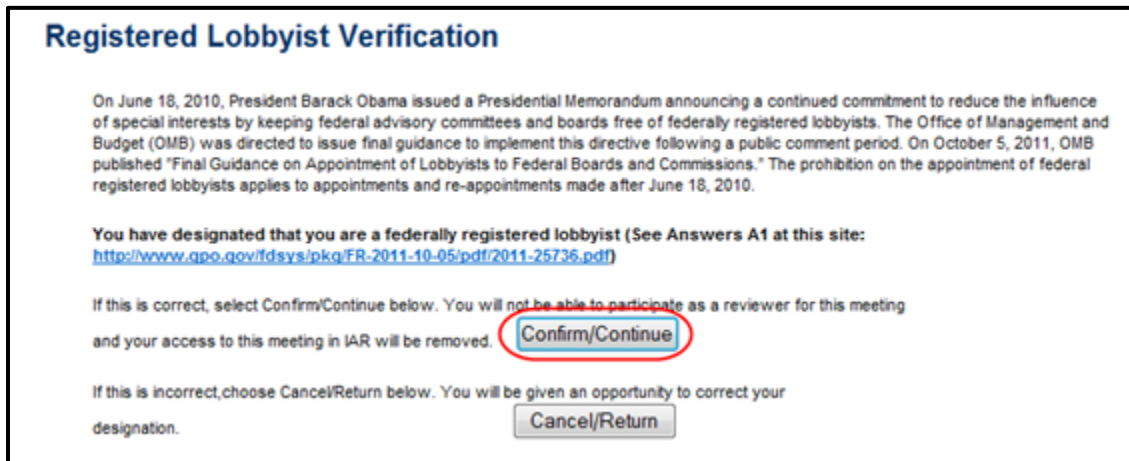 Registered Lobbyist Verification
On June 18, 2010, President Barack Obama issued a Presidential Memorandum announcing a continued commitment to reduce the influence
of special interests by keeping federal advisory committees and boards free of federally registered lobbyists. The Office of Management and
Budget (OMB) was directed to issue final guidance to implement this directive following a public comment period. On October 5, 2011, OMB
published "Final Guidance on Appointment of Lobbyists to Federal Boards and Commissions." The prohibition on the appointment of federal
registered lobbyists applies to appointments and re-appointments made after June 18, 2010.
You have designated that you are a federally registered lobbyist (See Answers A1 at this site:
http://www.gpo.gov/fdsys/pkg/FR-2011-10-05/pdf/2011-25736.pdf)
If this is correct, select Confirm/Continue below. You will not be able to participate as a reviewer for this meeting
and your access to this meeting in IAR will be removed. Confirm/Continue
If this is incorrect,choose Cancel/Return below. You will be given an opportunity to correct your
designation. Cancel/Return